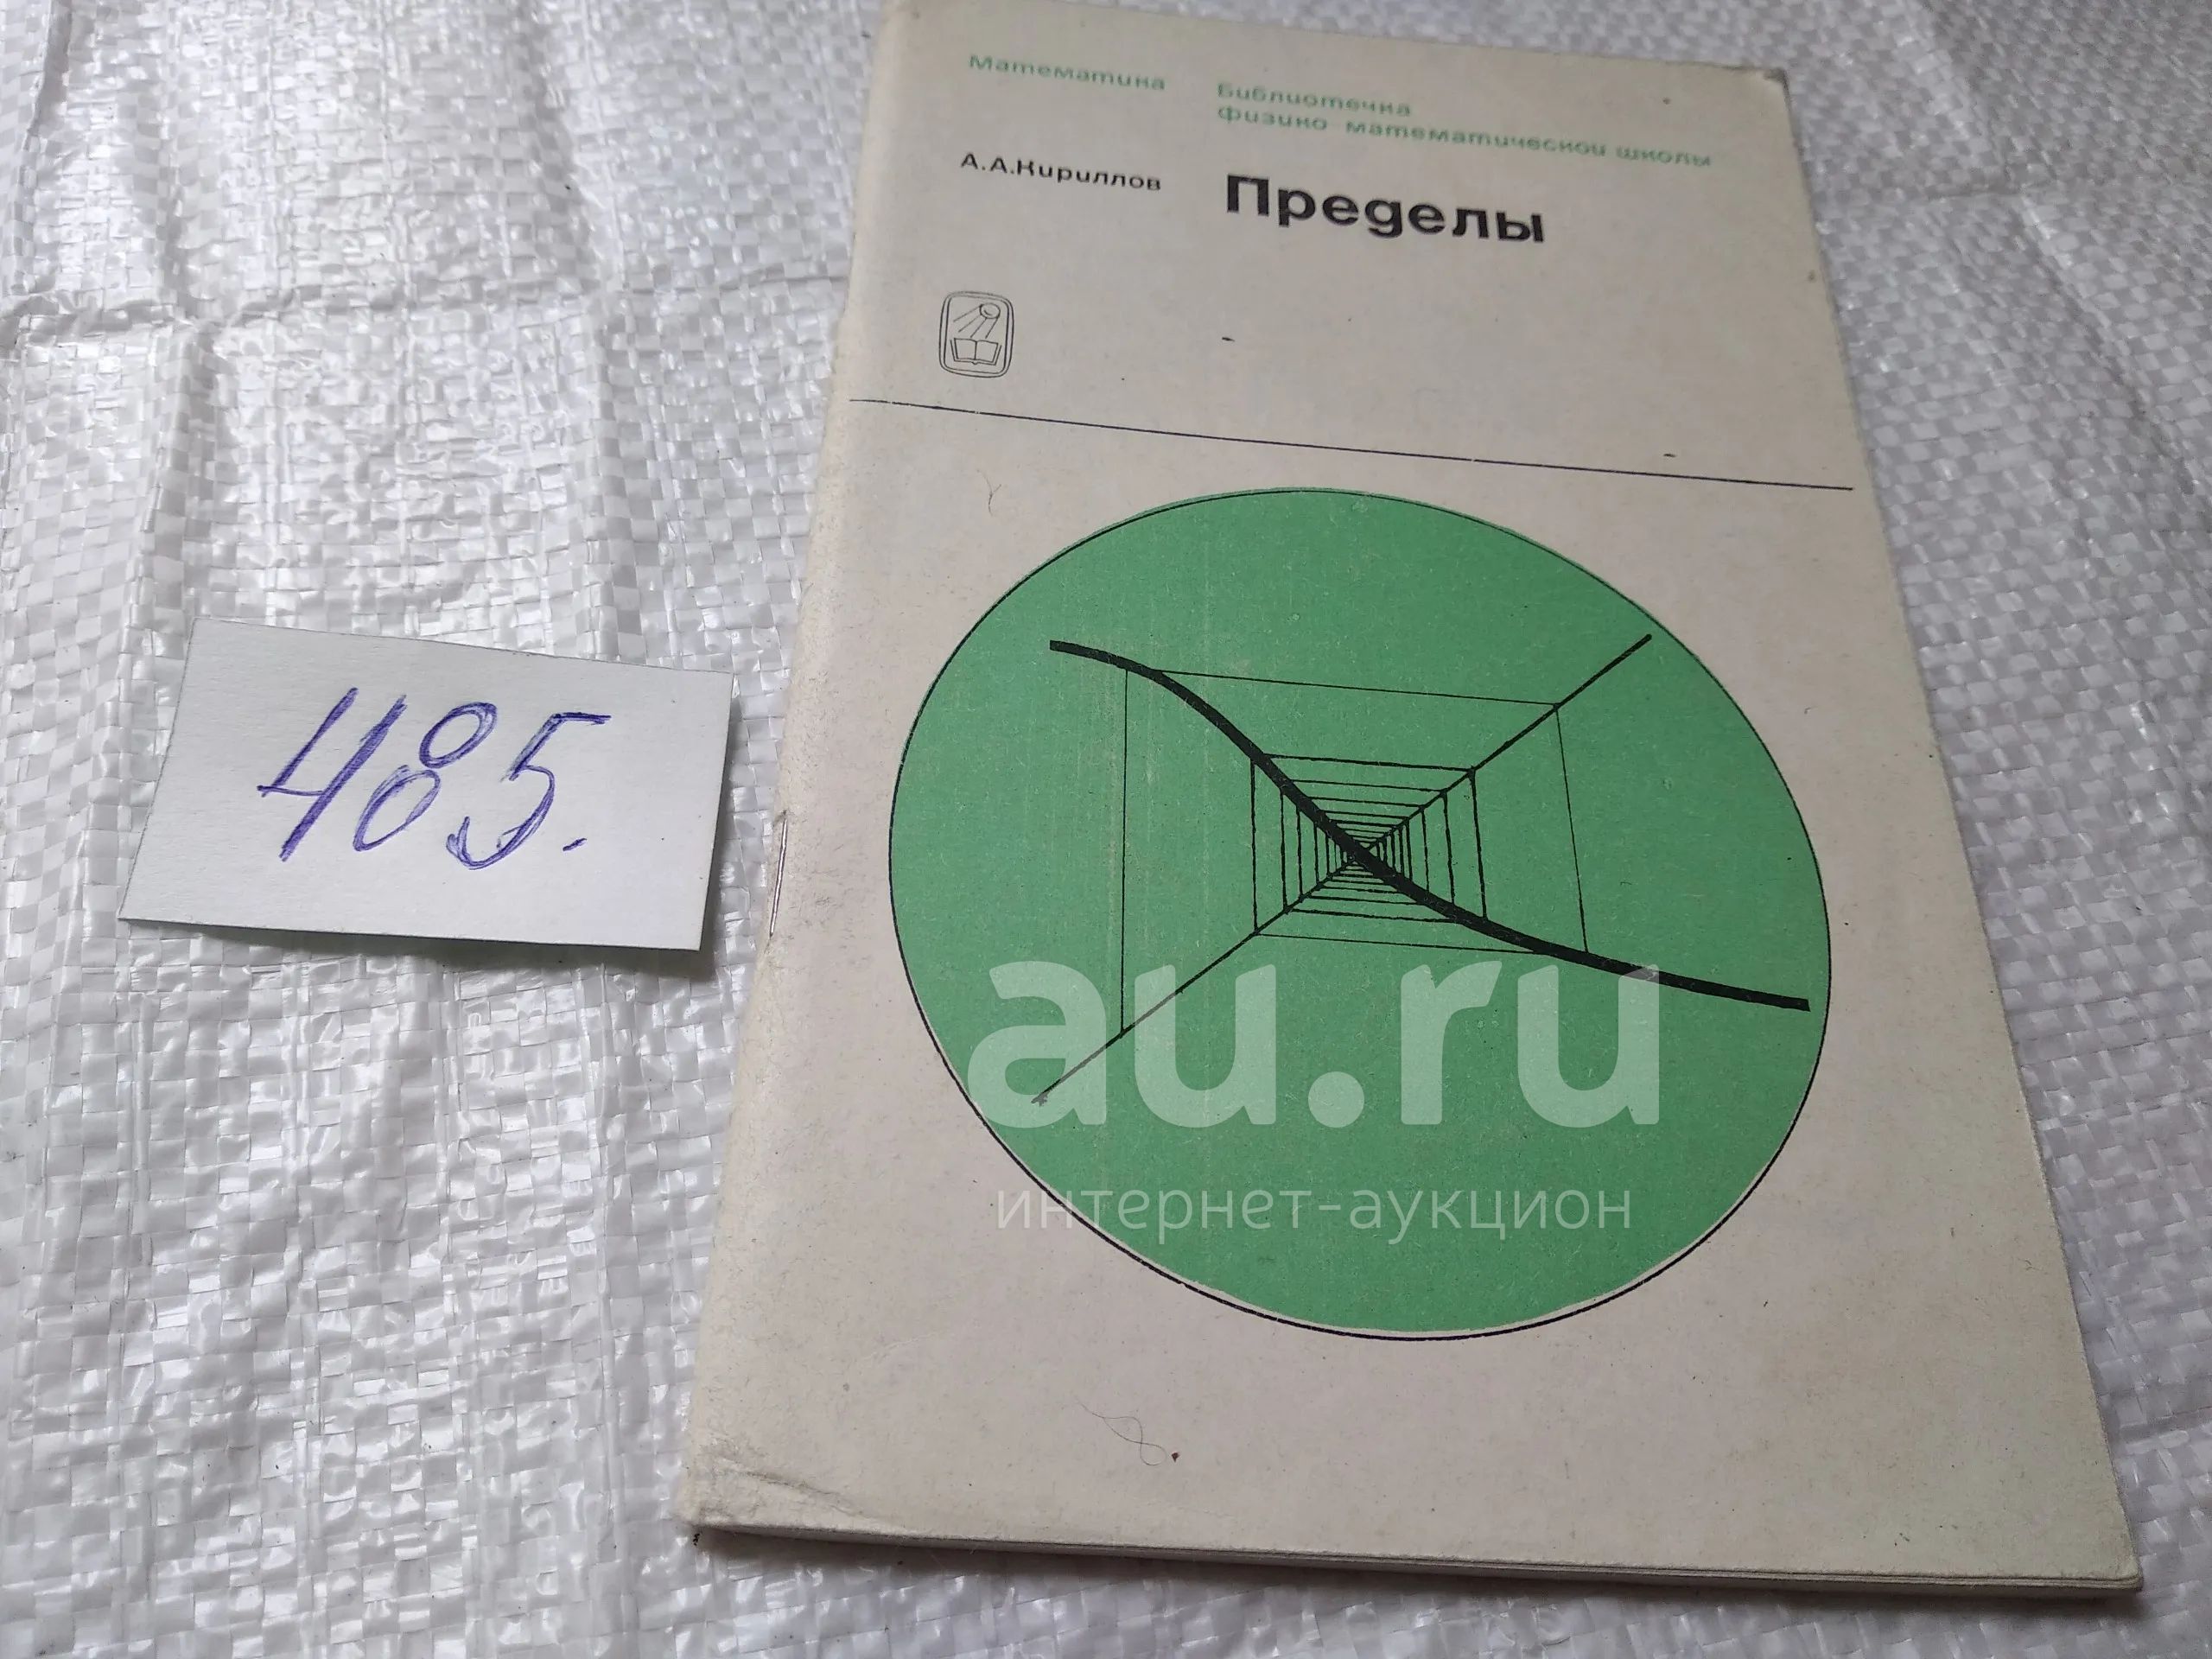 Математика
Библиотечка
физико-математической школы
А.А.Кириллов
Пределы
485.
au.ru
интернет-аукцион